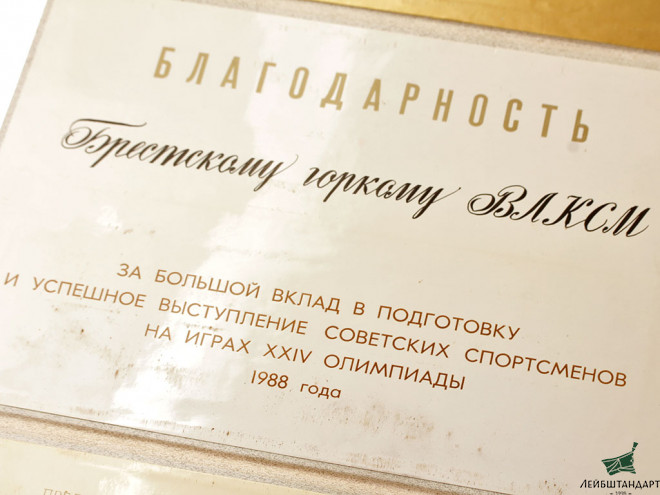 БЛАГОДАРНОСТЬ
Брестскому горкому ВЛКСМ
ЗА БОЛЬШОЙ ВКЛАД В ПОДГОТОВКУ
И УСПЕШНОЕ ВЫСТУПЛЕНИЕ СОВЕТСКИХ СПОРТСМЕНОВ
НА ИГРАХ XXIV ОЛИМПИАДЫ
1988 года
ЛЕЙБШТАНДАРТ
1998